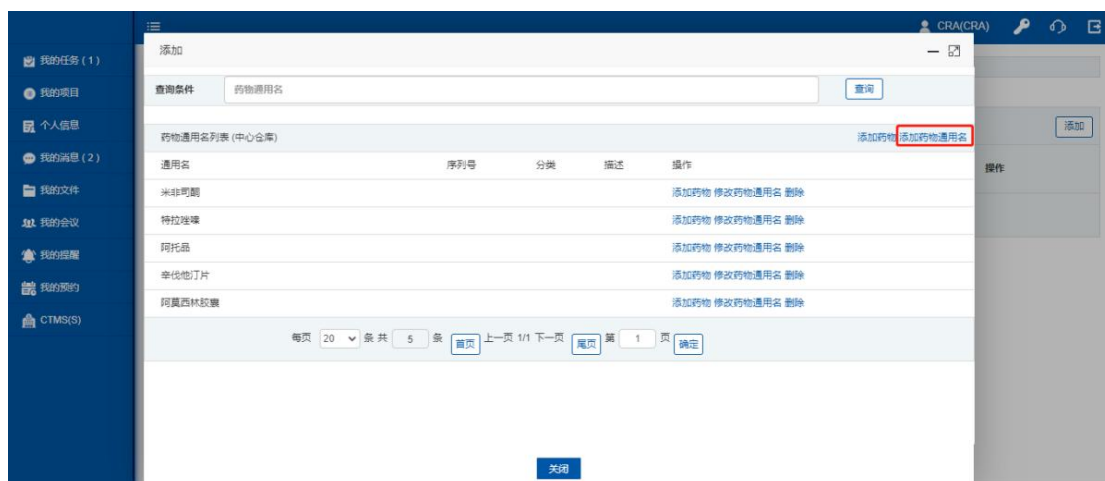 CRA(CRA)
添加
我的任务 (1)
我的项目
查询条件 药物通用名 查询
个人信息
药物通用名列表 (中心仓库) 添加药物 添加药物通用名
添加
我的消息 (2)
通用名 序列号 分类 描述 操作
操作
我的文件
米非司酮 添加药物 修改药物通用名 删除
我的会议
特拉唑嗪 添加药物 修改药物通用名 删除
我的提醒
阿托品 添加药物 修改药物通用名 删除
我的预约
辛伐他汀片 添加药物 修改药物通用名 删除
阿莫西林胶囊 添加药物 修改药物通用名 删除
CTMS(S)
每页 20 条 共 5 条 首页 上一页 1/1 下一页 尾页 第 1 页 确定
关闭